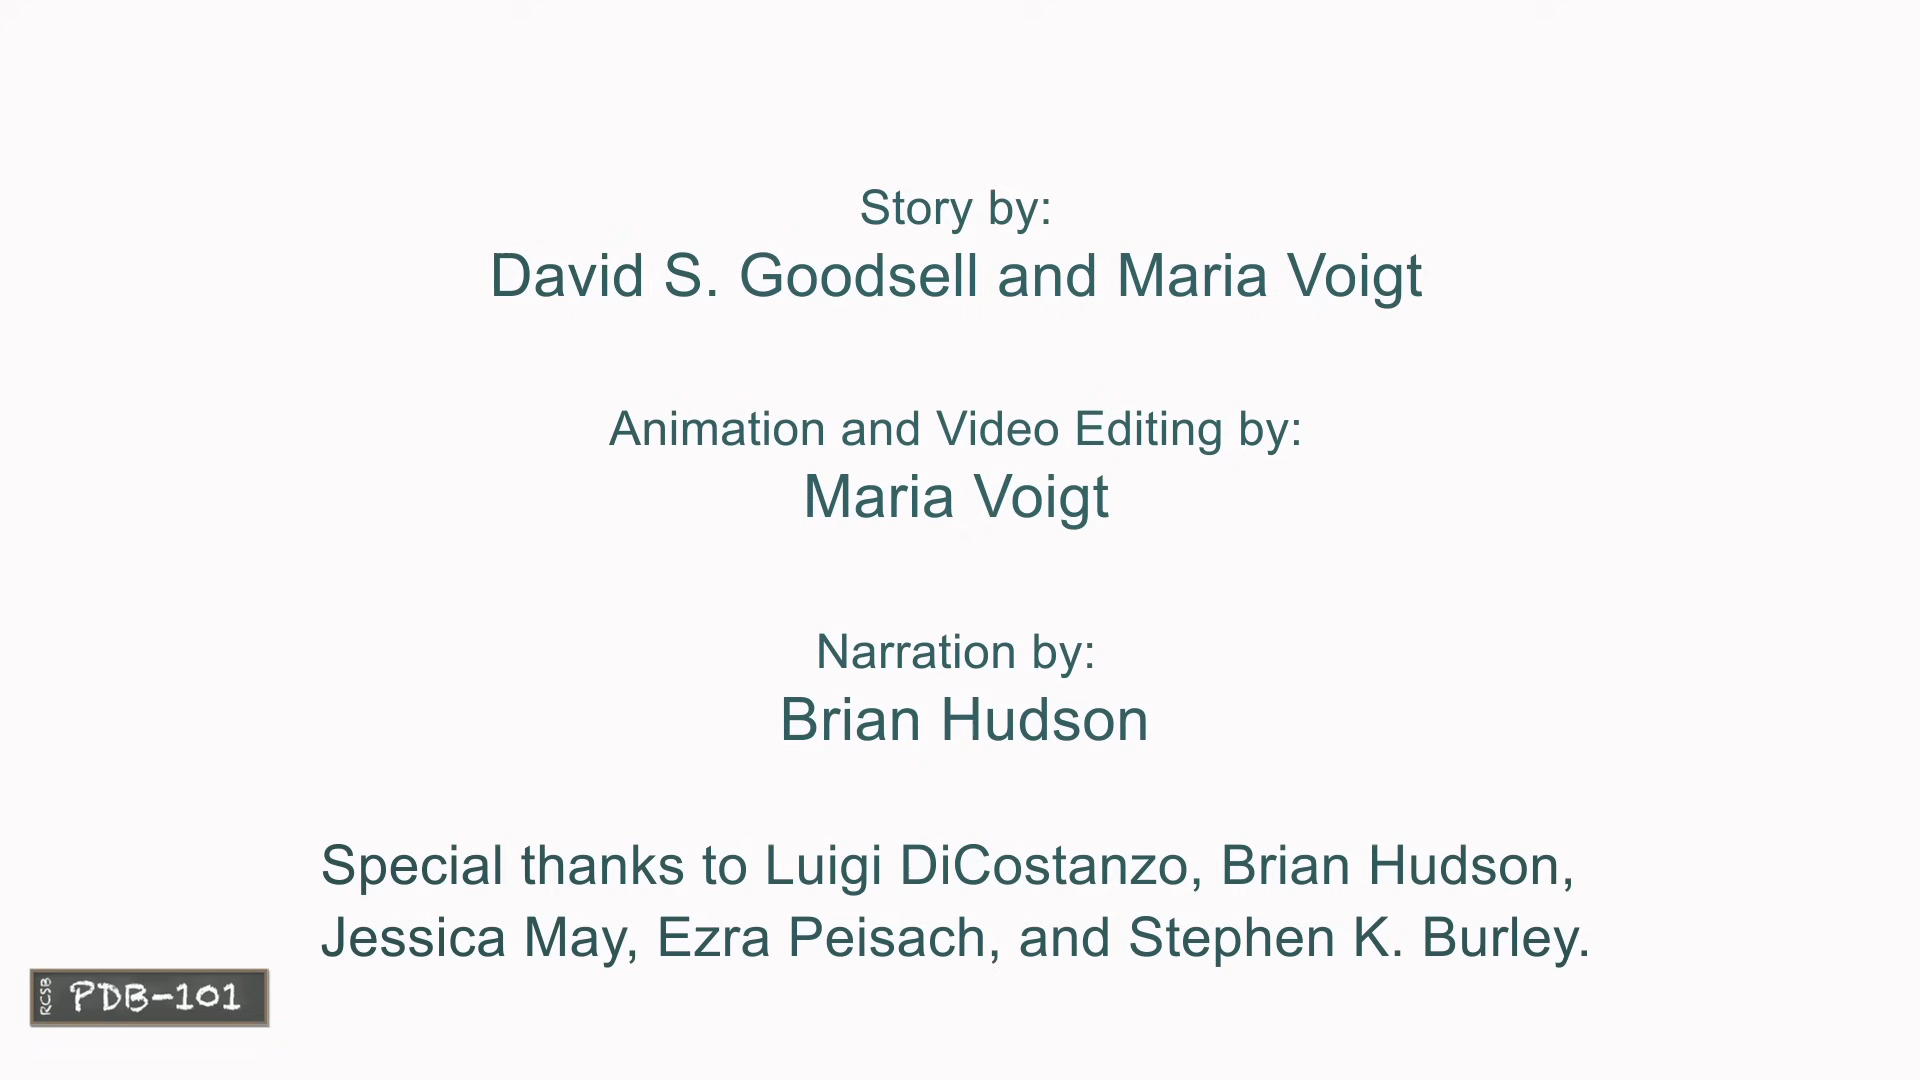 Story by:
David S. Goodsell and Maria Voigt
Animation and Video Editing by:
Maria Voigt
Narration by:
Brian Hudson
Special thanks to Luigi DiCostanzo, Brian Hudson,
Jessica May, Ezra Peisach, and Stephen K. Burley.
RCSB
PDB-101